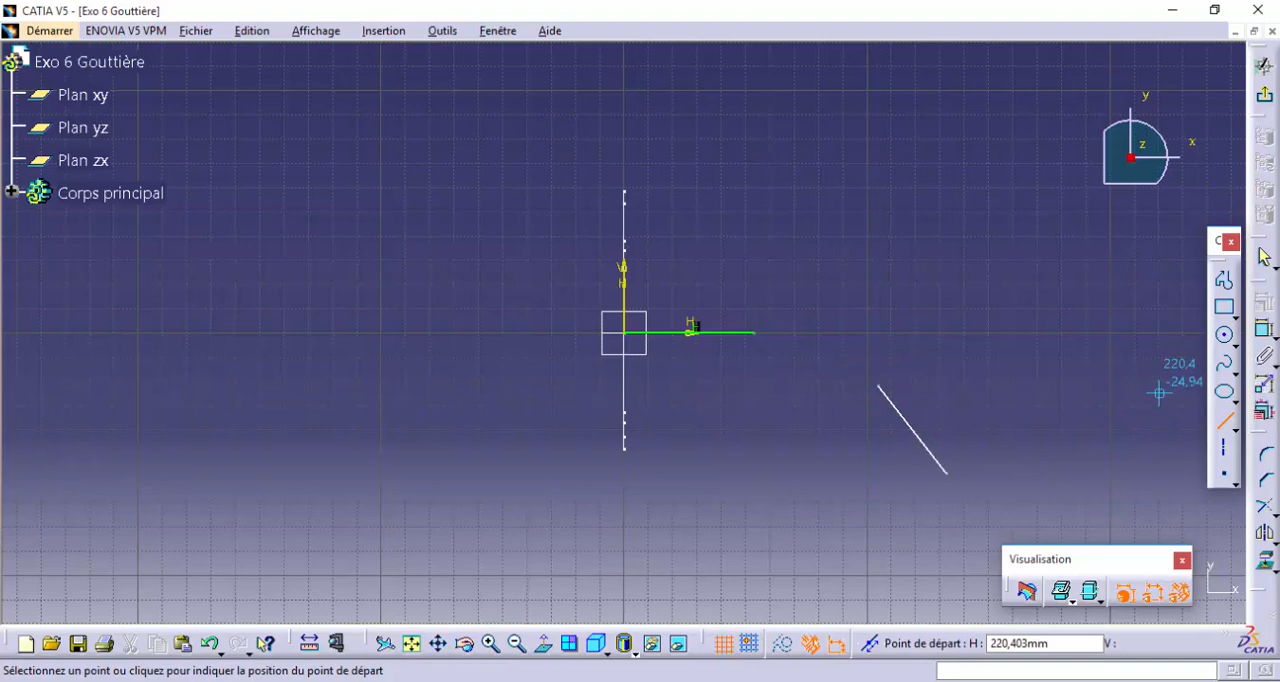 CATIA V5 - [Exo 6 Gouttière]
Démarrer ENOVIA V5 VPM Fichier Edition Affichage Insertion Outils Fenêtre Aide
Exo 6 Gouttière
Plan xy
Plan yz
Plan zx
Corps principal
y
x
z
V
H
H
220,4
-24,94
C
Visualisation
y
x
Point de départ : H : 220,403mm V :
CATIA
Sélectionnez un point ou cliquez pour indiquer la position du point de départ